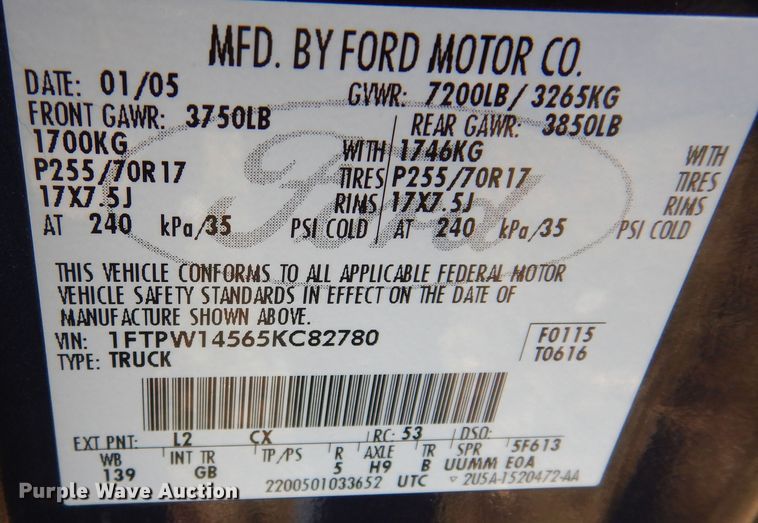 MFD. BY FORD MOTOR CO.
DATE: 01/05 GVWR: 7200LB/ 3265KG
FRONT GAWR: 3750LB REAR GAWR: 3850LB
1700KG WITH 1746KG WITH
P255/70R17 TIRES P255/70R17 TIRES
17X7.5J RIMS 17X7.5J RIMS
AT 240 kPa/35 PSI COLD AT 240 kPa/35 PSI COLD
Ford
THIS VEHICLE CONFORMS TO ALL APPLICABLE FEDERAL MOTOR
VEHICLE SAFETY STANDARDS IN EFFECT ON THE DATE OF
MANUFACTURE SHOWN ABOVE.
VIN: 1FTPW14565KC82780 F0115
TYPE: TRUCK T0616
EXT PNT: L2 CX RC: 53 DSO:
WB INT TR TP/PS R AXLE TR SPR 5F613
139 GB 5 H9 B UUMM E0A
2200501033652 UTC ▽ 2U5A-1520472-AA
Purple Wave Auction